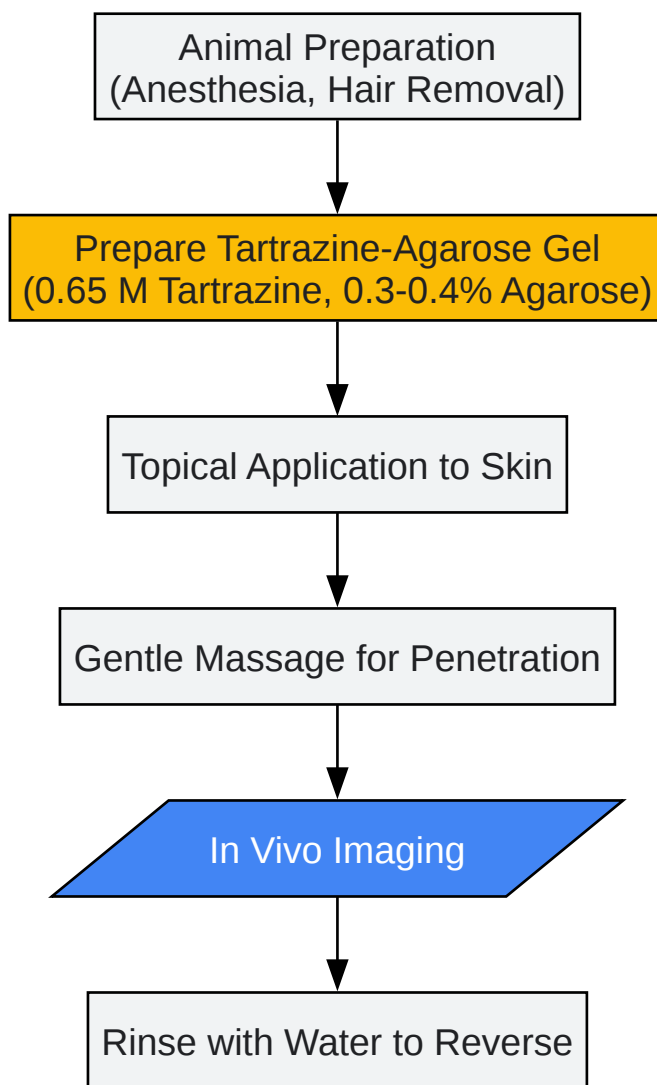 Animal Preparation
(Anesthesia, Hair Removal)
Prepare Tartrazine-Agarose Gel
(0.65 M Tartrazine, 0.3-0.4% Agarose)
Topical Application to Skin
Gentle Massage for Penetration
In Vivo Imaging
Rinse with Water to Reverse